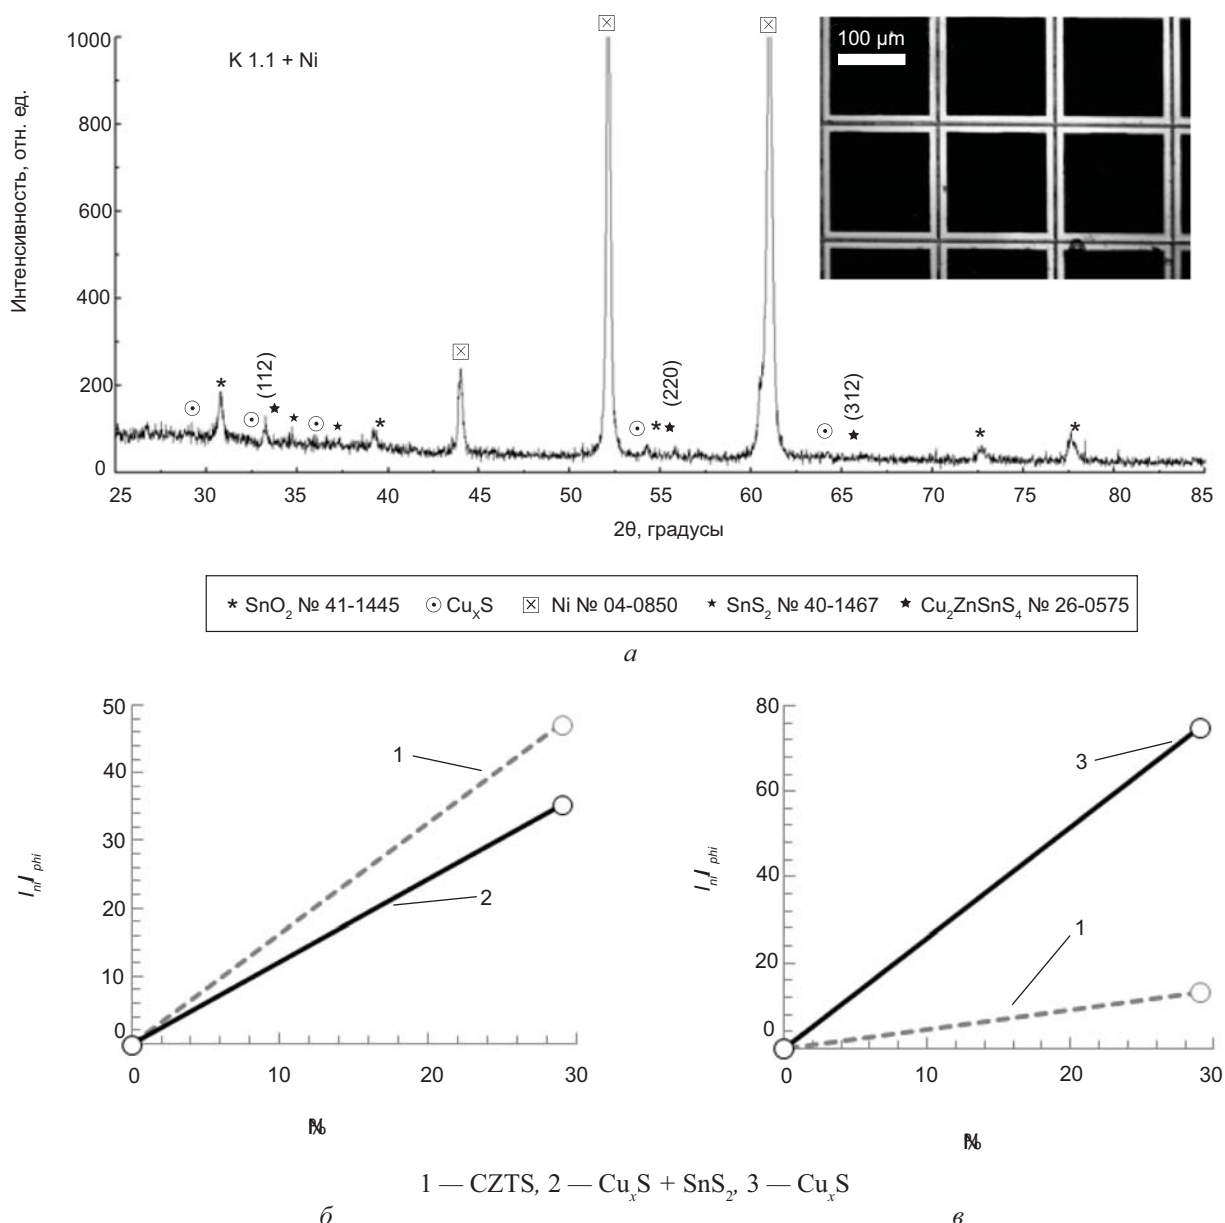 K 1.1 + Ni
100 µm
Интенсивность, отн. ед.
1000
800
600
400
200
0
(112)
(220)
(312)
25 30 35 40 45 50 55 60 65 70 75 80 85
2θ, градусы
* SnO2 № 41-1445 ⊙ CuXS ☒ Ni № 04-0850 ★ SnS2 № 40-1467 ★ Cu2ZnSnS4 № 26-0575
а
50
40
30
20
10
0
1
2
Ini/Iphi
0 10 20 30
80
60
40
20
0
3
1
Ini/Iphi
0 10 20 30
1 — CZTS, 2 — CuxS + SnS2, 3 — CuxS
б в